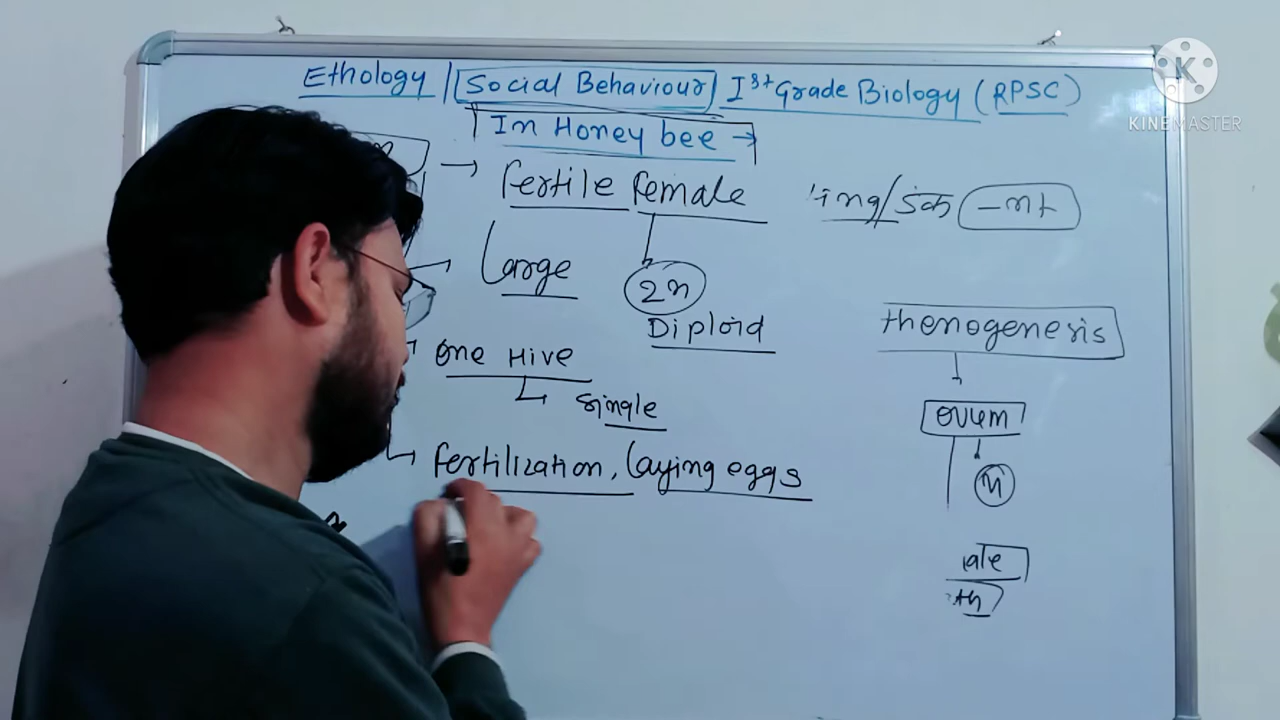 Ethology / Social Behaviour / Ist Grade Biology (RPSC)
KINEMASTER
In Honey bee →
→ fertile female
Large
2n
Diploid
thenogenesis
one Hive
single
ovum
n
fertilization, laying eggs
ale